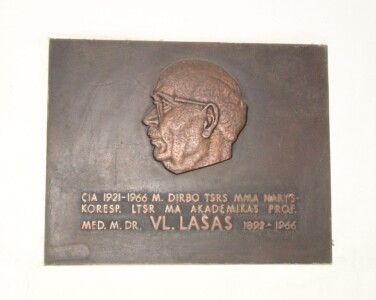 ČIA 1921-1966 M. DIRBO TSRS MMA NARYS-
KORESP. LTSR MA AKADEMIKAS PROF.
MED. M. DR. VL. LAŠAS 1892-1966